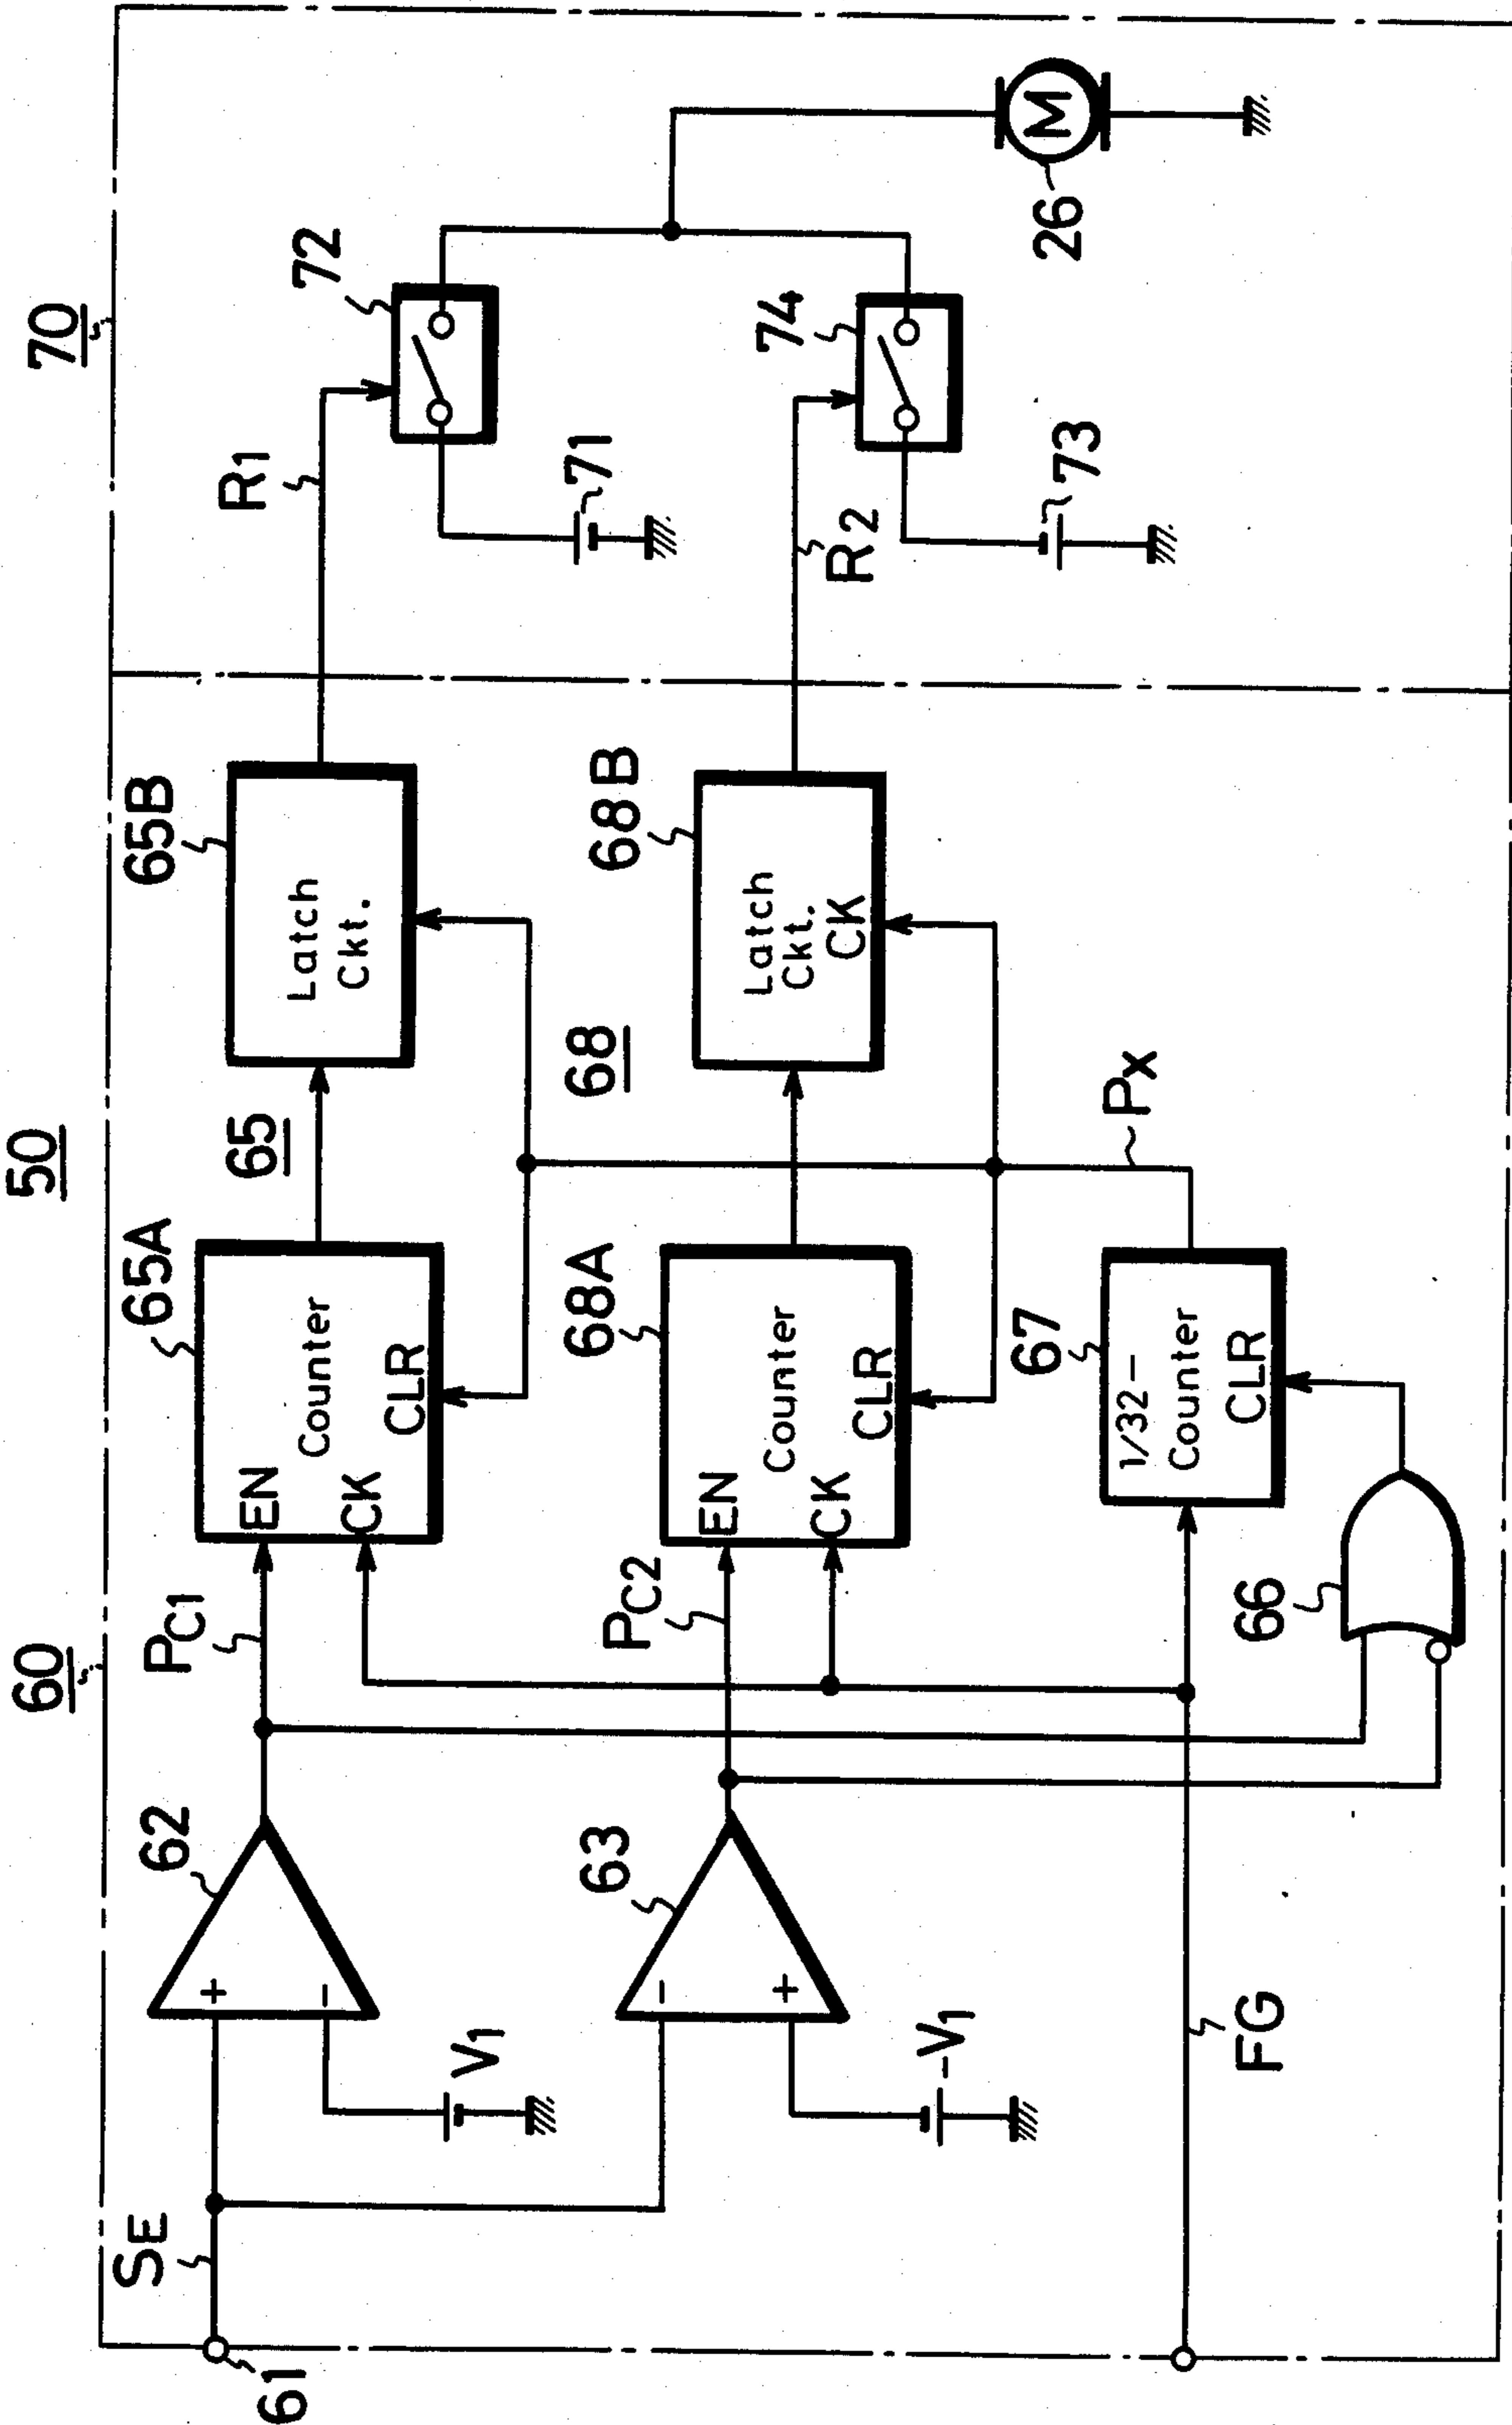 50
60
70
61
SE
62
+
−
V1
PC1
EN
CK
Counter
CLR
65A
65
65B
Latch
Ckt.
R1
72
71
63
−
+
-V1
PC2
EN
CK
Counter
CLR
68A
68
68B
Latch
Ckt.
CK
R2
74
73
26
M
FG
66
67
1/32-
Counter
CLR
PX